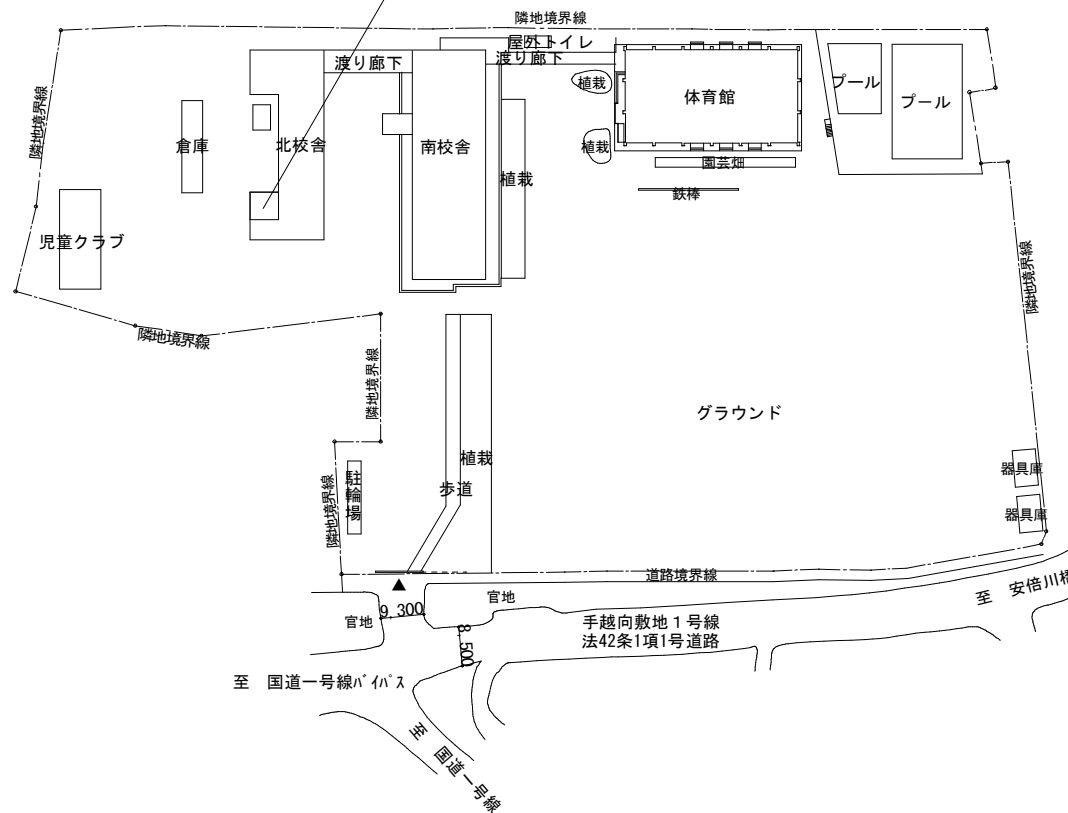 隣地境界線
屋外トイレ
渡り廊下
渡り廊下
植栽
体育館
プール
プール
隣地境界線
倉庫
北校舎
南校舎
植栽
園芸畑
植栽
鉄棒
児童クラブ
隣地境界線
隣地境界線
隣地境界線
グラウンド
植栽
歩道
駐輪場
隣地境界線
器具庫
器具庫
道路境界線
官地
官地
9,300
8,500
手越向敷地1号線
法42条1項1号道路
至 安倍川橋
至 国道一号線バイパス
至 国道一号線